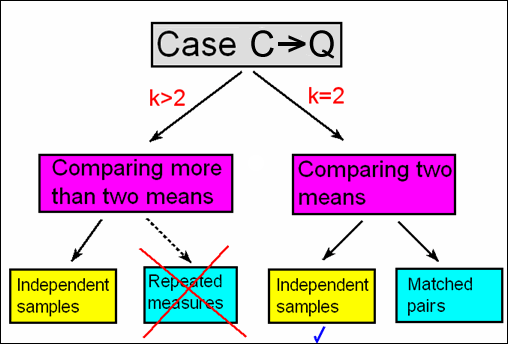 Case C→Q
k>2
k=2
Comparing more
than two means
Comparing two
means
Independent
samples
Repeated
measures
Independent
samples
Matched
pairs